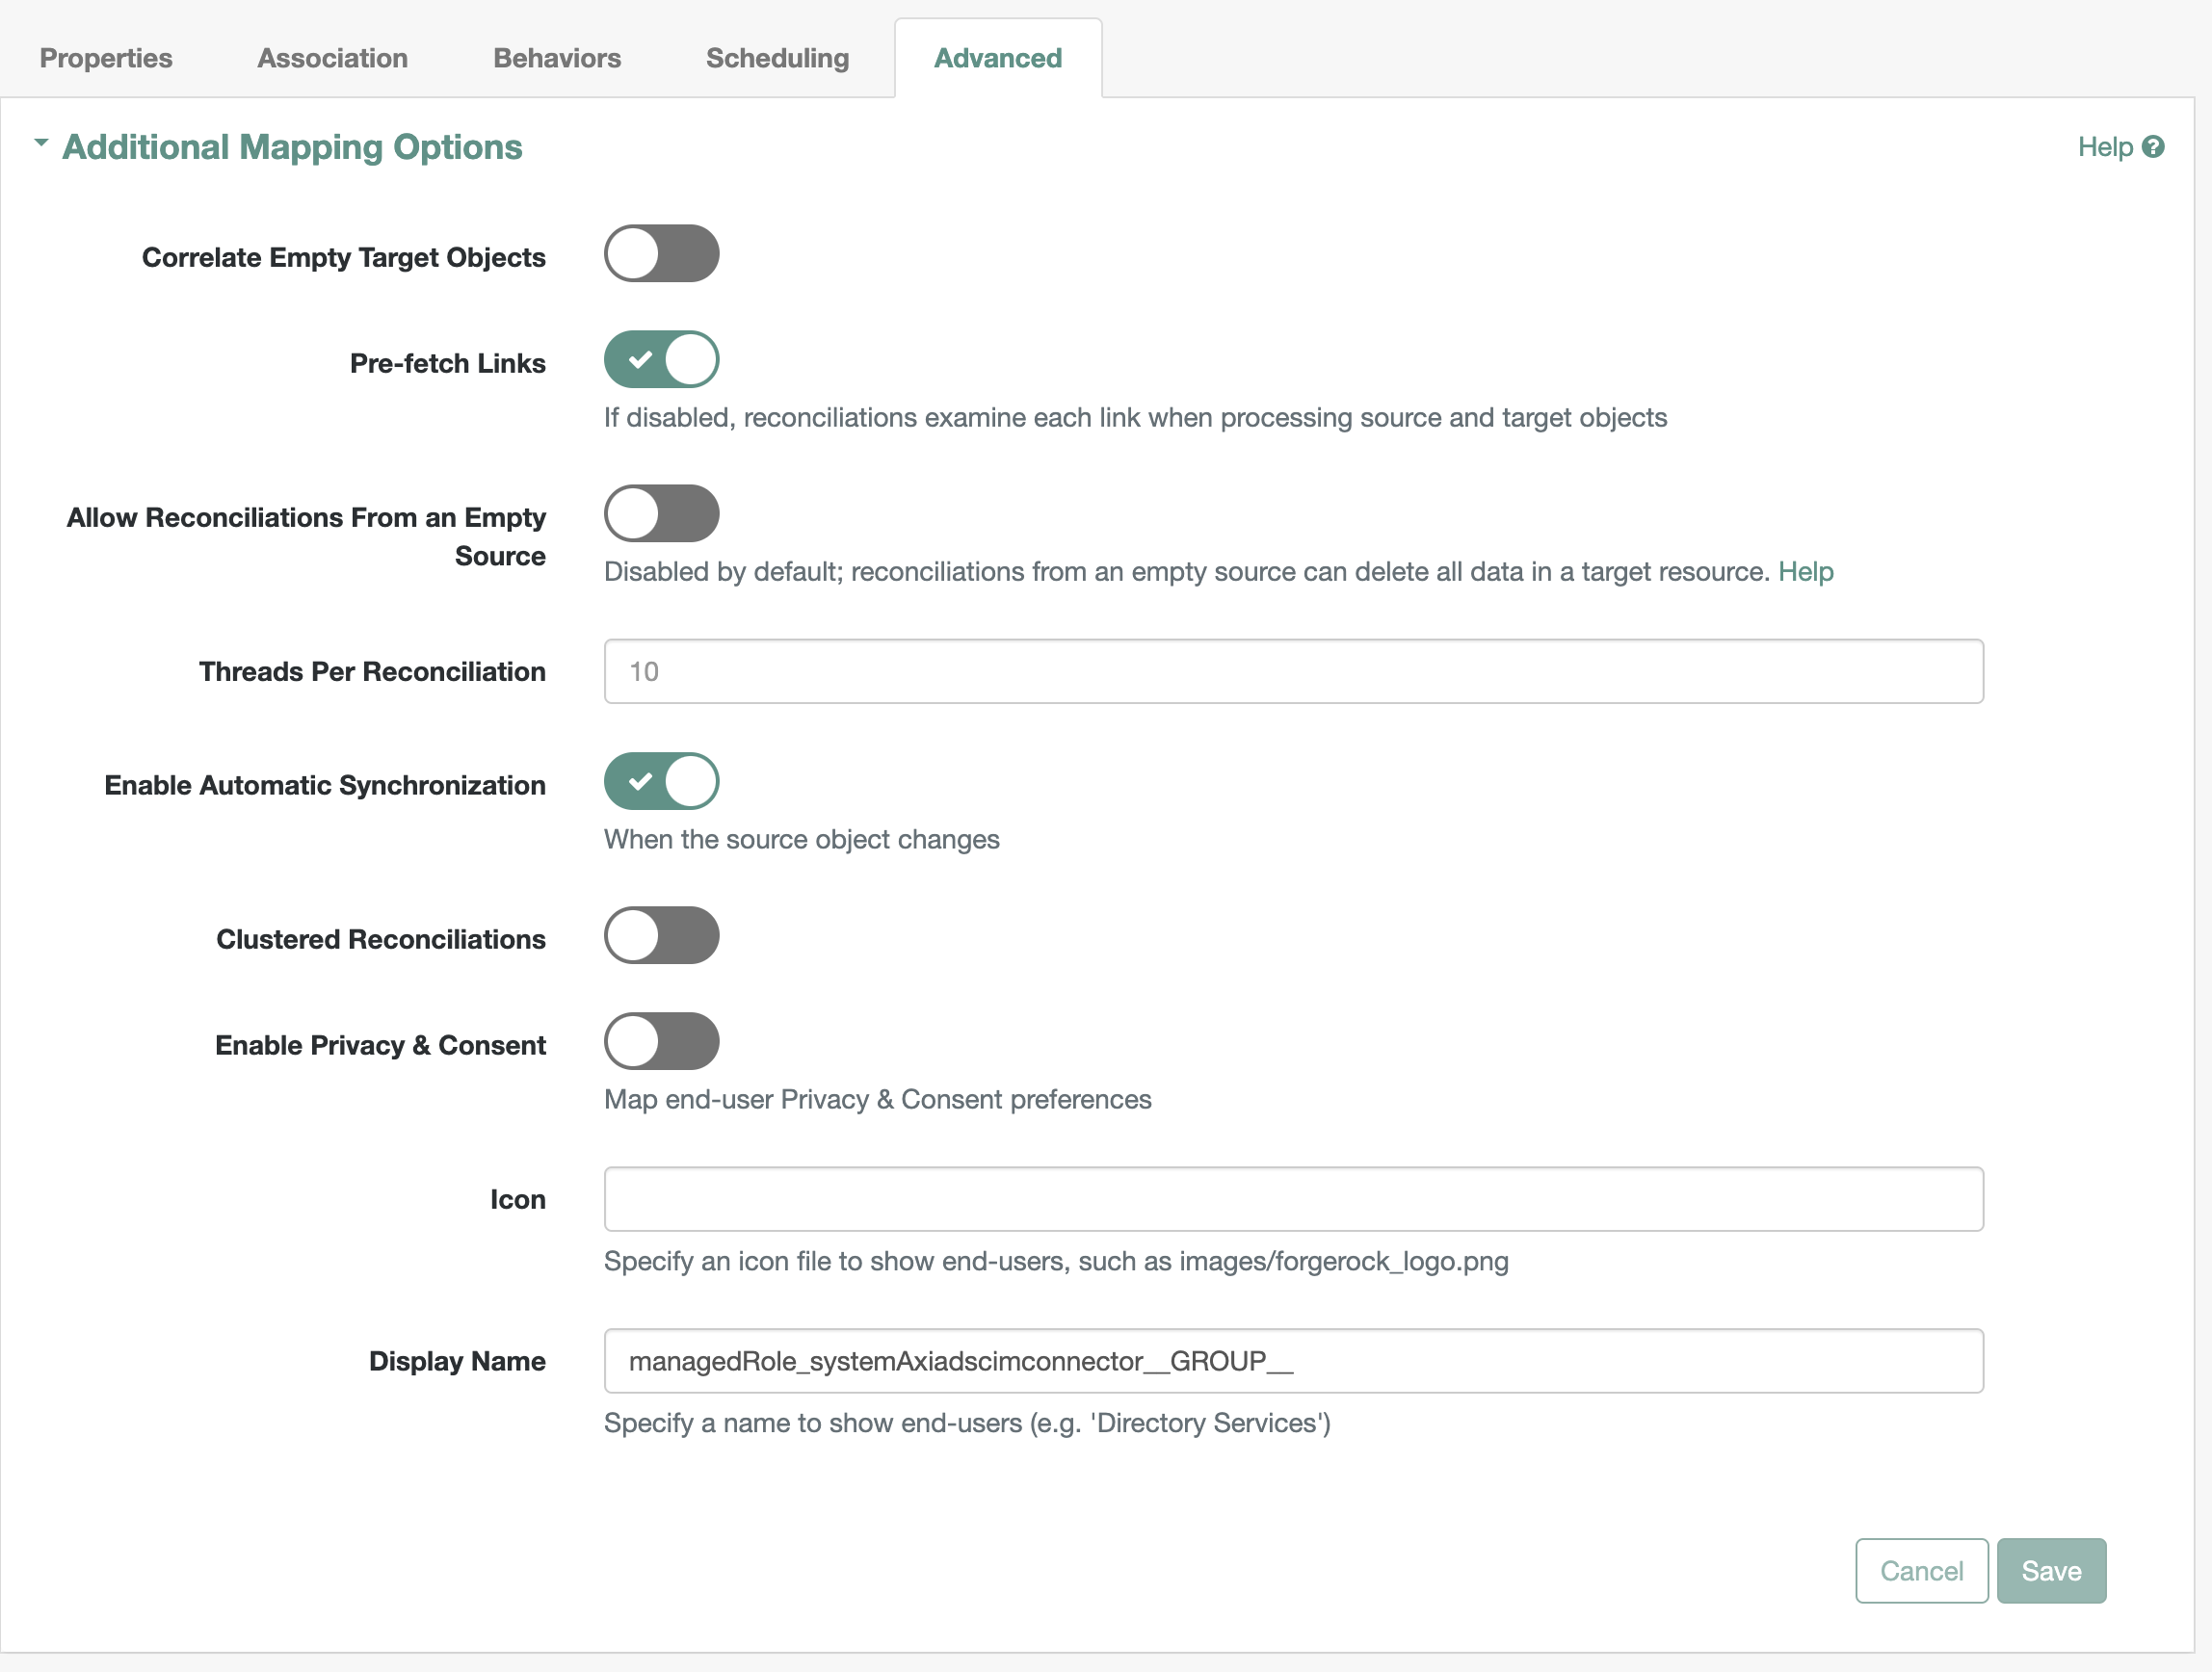 Properties
Association
Behaviors
Scheduling
Advanced
Additional Mapping Options
Help
Correlate Empty Target Objects
Pre-fetch Links
If disabled, reconciliations examine each link when processing source and target objects
Allow Reconciliations From an Empty
Source
Disabled by default; reconciliations from an empty source can delete all data in a target resource. Help
Threads Per Reconciliation
10
Enable Automatic Synchronization
When the source object changes
Clustered Reconciliations
Enable Privacy & Consent
Map end-user Privacy & Consent preferences
Icon
Specify an icon file to show end-users, such as images/forgerock_logo.png
Display Name
managedRole_systemAxiadscimconnector__GROUP__
Specify a name to show end-users (e.g. 'Directory Services')
Cancel
Save